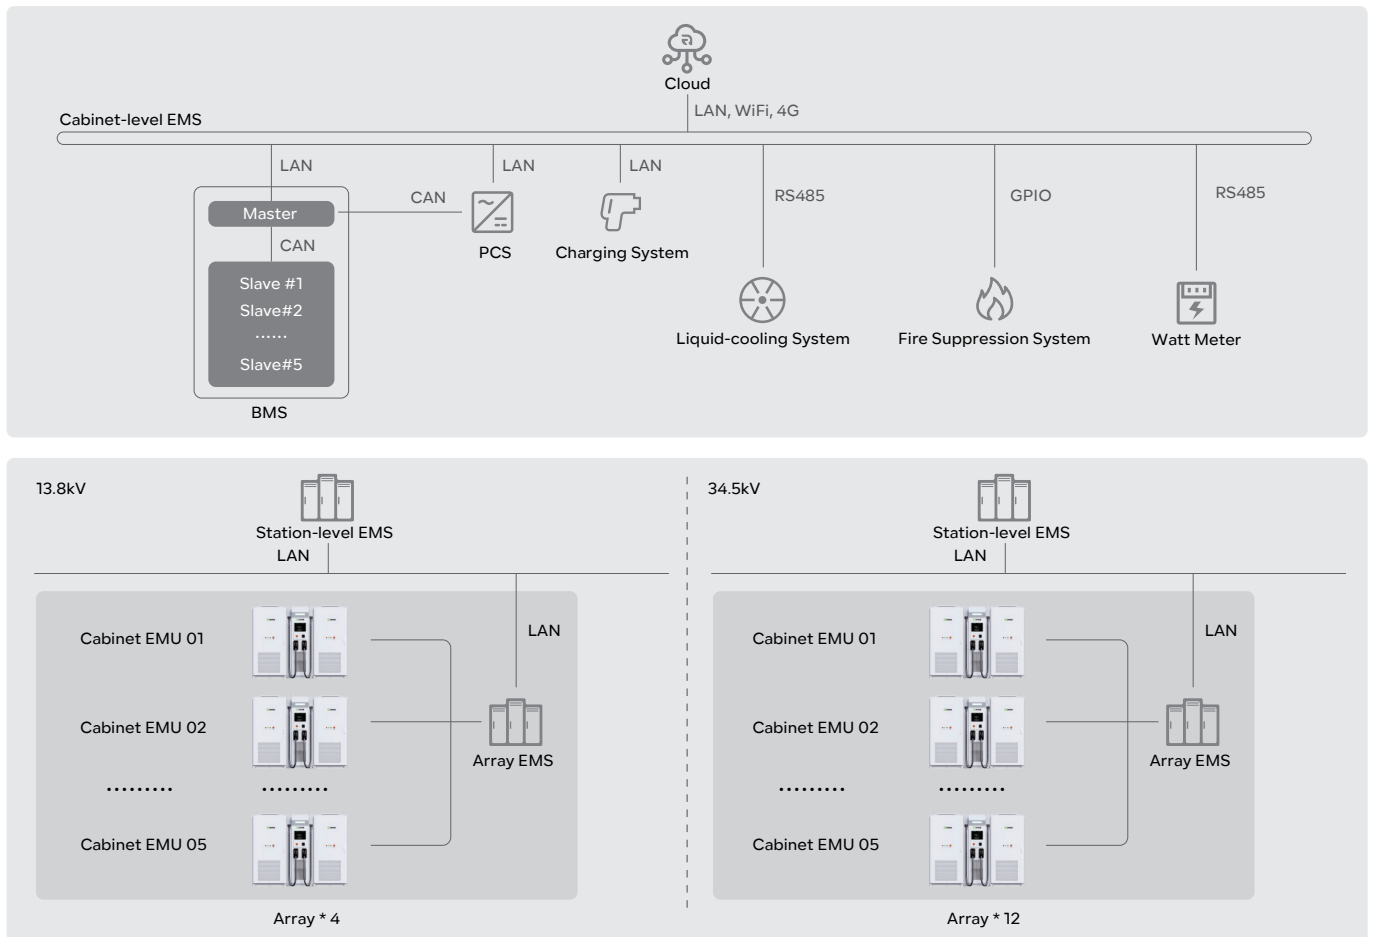 Cloud
LAN, WiFi, 4G
Cabinet-level EMS
LAN
LAN
LAN
CAN
RS485
GPIO
RS485
Master
CAN
PCS
Charging System
Slave #1
Slave#2
......
Slave#5
BMS
Liquid-cooling System
Fire Suppression System
Watt Meter
13.8kV
Station-level EMS
LAN
Cabinet EMU 01
LAN
Cabinet EMU 02
Array EMS
......... .........
Cabinet EMU 05
Array * 4
34.5kV
Station-level EMS
LAN
Cabinet EMU 01
LAN
Cabinet EMU 02
Array EMS
......... .........
Cabinet EMU 05
Array * 12